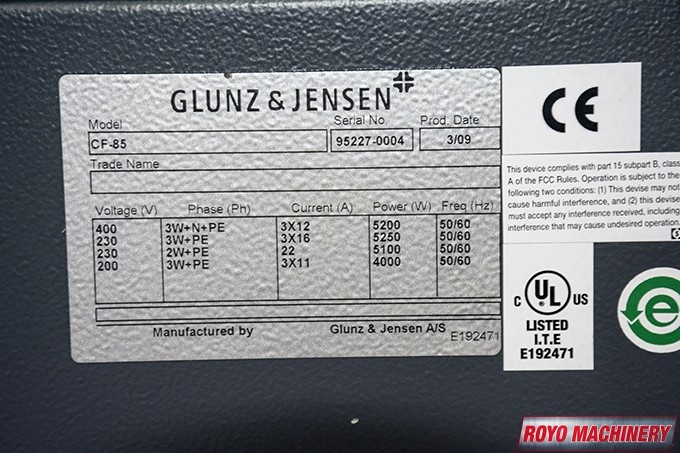 GLUNZ & JENSEN
Model Serial No. Prod. Date
CF-85 95227-0004 3/09
Trade Name
Voltage (V) Phase (Ph) Current (A) Power (W) Freq (Hz)
400 3W+N+PE 3X12 5200 50/60
230 3W+PE 3X16 5250 50/60
230 2W+PE 22 5100 50/60
200 3W+PE 3X11 4000 50/60
Manufactured by Glunz & Jensen A/S E192471
CE
This device complies with part 15 subpart B, class
A of the FCC Rules. Operation is subject to the
following two conditions: (1) This device may not
cause harmful interference, and (2) this device
must accept any interference received, including
interference that may cause undesired operation.
C UL US
LISTED
I.T.E
E192471
e
ROYO MACHINERY